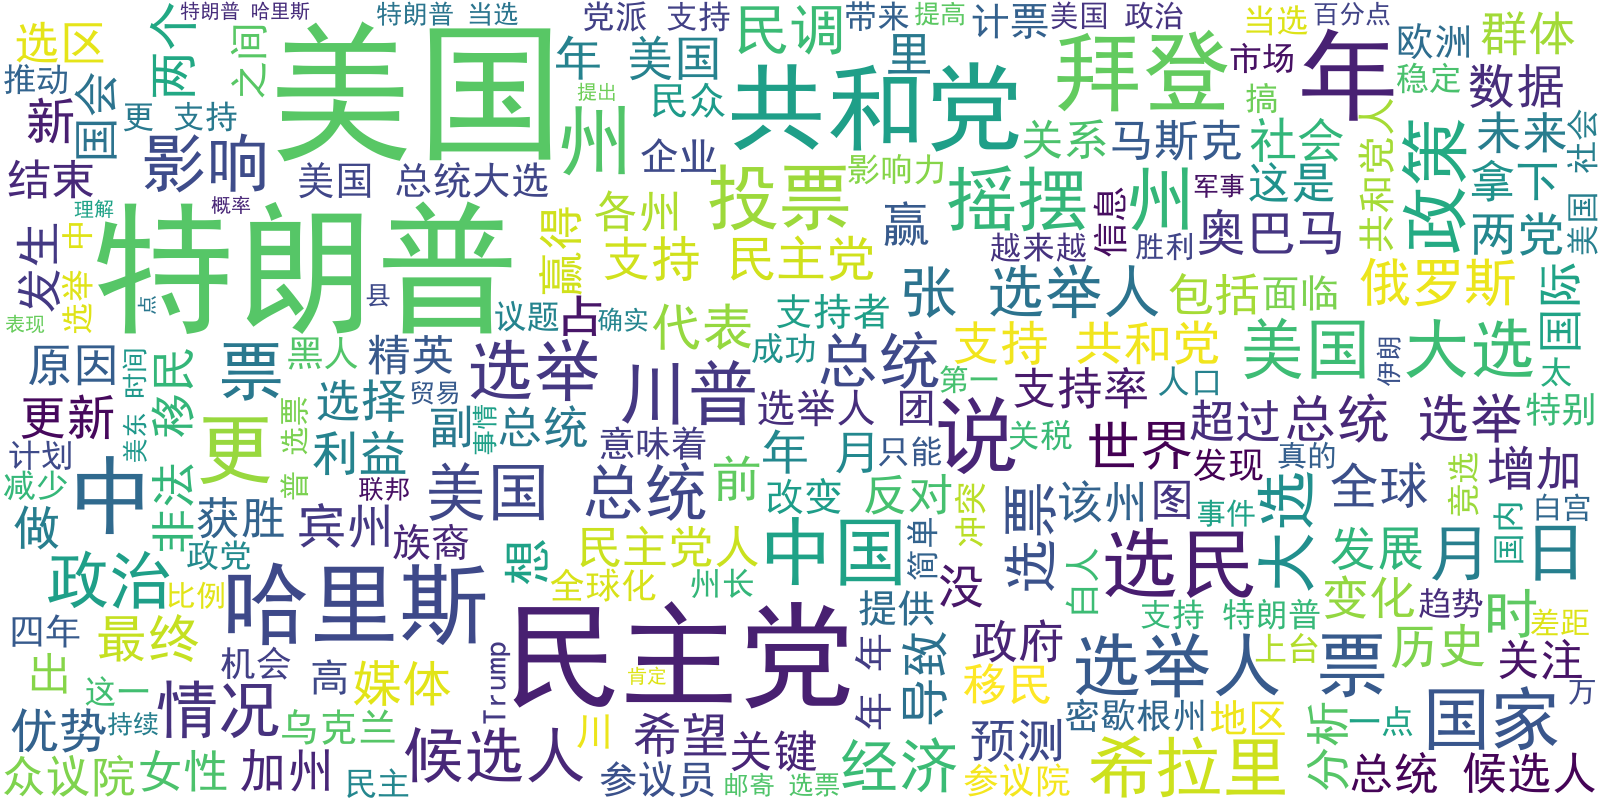 特朗普 哈里斯
特朗普 当选
党派 支持
带来
提高
计票
美国 政治
当选
百分点
选区
两个
之间
美国
年
美国
民调
里
拜登
年
市场
欧洲
群体
推动
国会
提出
民众
共和党
搞
稳定
数据
新
更 支持
州
关系
马斯克
社会
共和党人
政策
未来
社会
结束
影响
美国 总统大选
企业
投票
影响力
摇摆
州
军事
这是
拿下
理解
概率
特朗普
赢得
各州
赢
信息
奥巴马
两党
美国
发生
中
选举
支持
民主党
越来越
胜利
点
县
张
选举人
包括
面临
俄罗斯
国际
表现
议题
占
确实
代表
支持者
支持 共和党
美国 大选
原因
时间
移民
票
黑人
精英
选举
川普
成功
总统
第一
支持率
人口
伊朗
太
更新
美东
更
选票
选择
贸易
副
总统
事情
选举人 团
说
关税
超过
总统 选举
特别
计划
非法
普
利益
意味着
年 月
只能
世界
发现
真的
竞选
增加
减少
中
联邦
美国 总统
前
改变
反对
冲突
选票
该州
图
事件
大选
全球
白宫
做
获胜
宾州
族裔
想
民主党人
中国
简单
没
白人
选民
发展
国内
月
日
政治
政党
比例
哈里斯
全球化
州长
提供
支持 特朗普
变化
趋势
时
四年
最终
民主党
年 年
导致
政府
选举人 票
上台
历史
差距
出
机会
高
媒体
Trump
肯定
移民
关注
这一
情况
川
密歇根州
地区
分析
一点
国家
万
优势
持续
乌克兰
候选人
希望
关键
预测
众议院
女性
加州
民主
参议员
邮寄 选票
经济
参议院
希拉里
总统 候选人